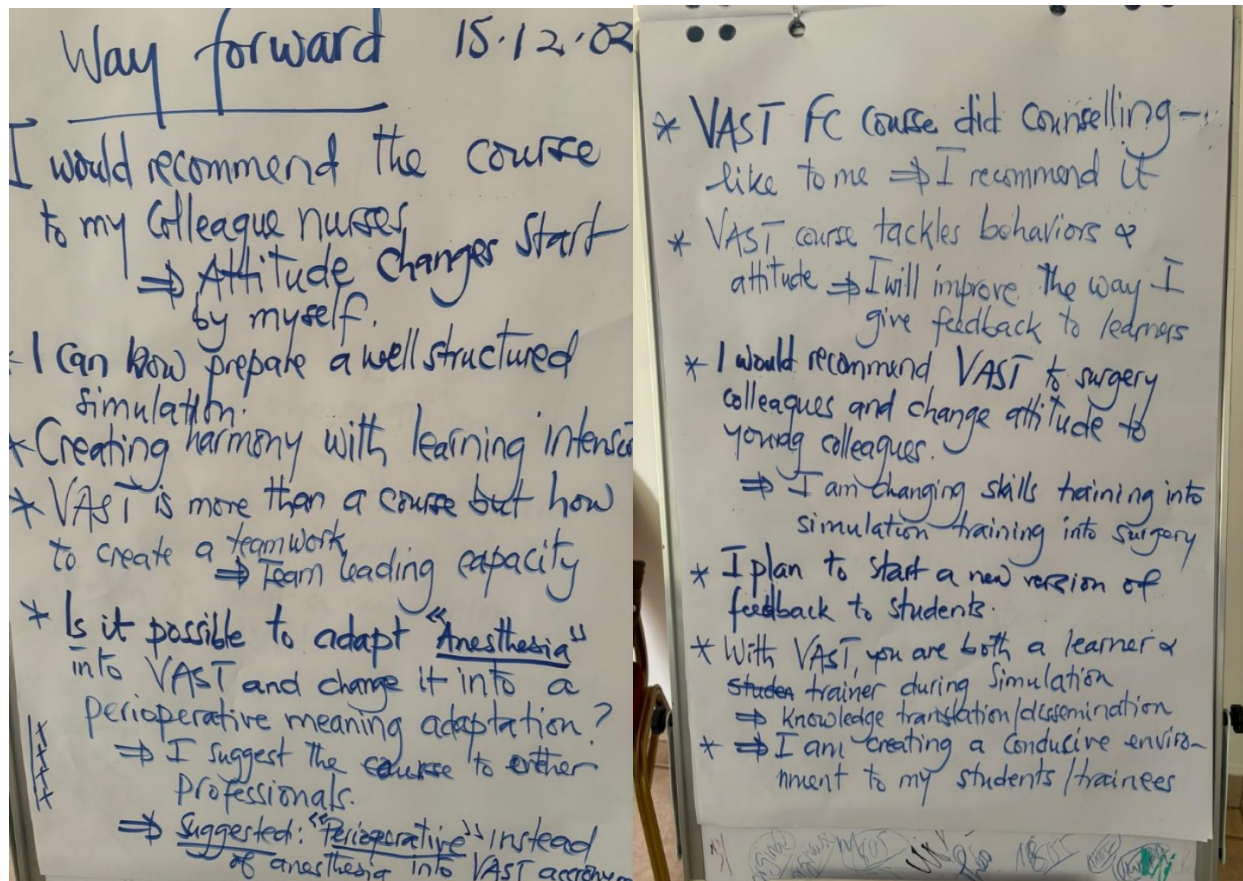 Way forward 15.12.02
I would recommend the course
to my Colleague nurses
⇒ Attitude changes Start
by myself.
- I can now prepare a well structured
simulation.
* Creating harmony with learning
* VAST is more than a course but how
to create a teamwork
⇒ Team leading capacity
* Is it possible to adapt "Anesthesia"
into VAST and change it into a
perioperative meaning adaptation?
⇒ I suggest the course to
professionals.
⇒ Suggested: "Perioperative" instead
of anesthesia into VAST
* VAST FC course did counselling-
like to me ⇒ I recommend it
* VAST course tackles behaviors &
attitude ⇒ I will improve the way I
give feedback to learners
* I would recommend VAST to surgery
colleagues and change attitude to
young colleagues.
⇒ I am changing skills training into
simulation training into surgery
* I plan to start a new version of
feedback to students.
* With VAST, you are both a learner &
studen trainer during simulation
⇒ Knowledge translation/dissemination
* ⇒ I am creating a conducive enviro-
nment to my students/trainees